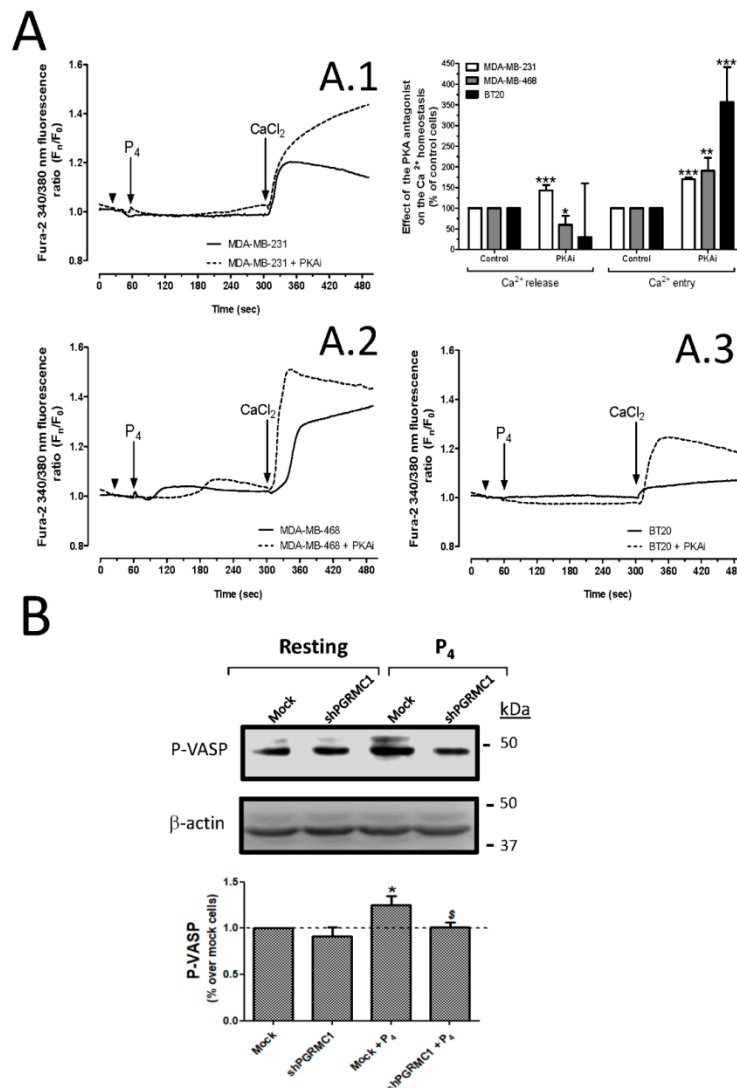 A
A.1
Fura-2 340/380 nm fluorescence
ratio (Fn/F0)
1.4
1.2
1.0
0.8
P4
CaCl2
MDA-MB-231
MDA-MB-231 + PKAi
0 60 120 180 240 300 360 420 480
Time (sec)
Effect of the PKA antagonist
on the Ca2+ homeostasis
(% of control cells)
450
400
350
300
250
200
150
100
50
0
MDA-MB-231
MDA-MB-468
BT20
***
*
***
**
***
Control PKAi Control PKAi
Ca2+ release Ca2+ entry
A.2
Fura-2 340/380 nm fluorescence
ratio (Fn/F0)
1.6
1.4
1.2
1.0
0.8
P4
CaCl2
MDA-MB-468
MDA-MB-468 + PKAi
0 60 120 180 240 300 360 420 480
Time (sec)
A.3
Fura-2 340/380 nm fluorescence
ratio (Fn/F0)
1.6
1.4
1.2
1.0
0.8
P4
CaCl2
BT20
BT20 + PKAi
0 60 120 180 240 300 360 420 480
Time (sec)
B
Resting P4
Mock shPGRMC1 Mock shPGRMC1 kDa
P-VASP - 50
β-actin - 50
- 37
P-VASP
(% over mock cells)
1.5
1.0
0.5
0.0
*
$
Mock shPGRMC1 Mock + P4 shPGRMC1 + P4